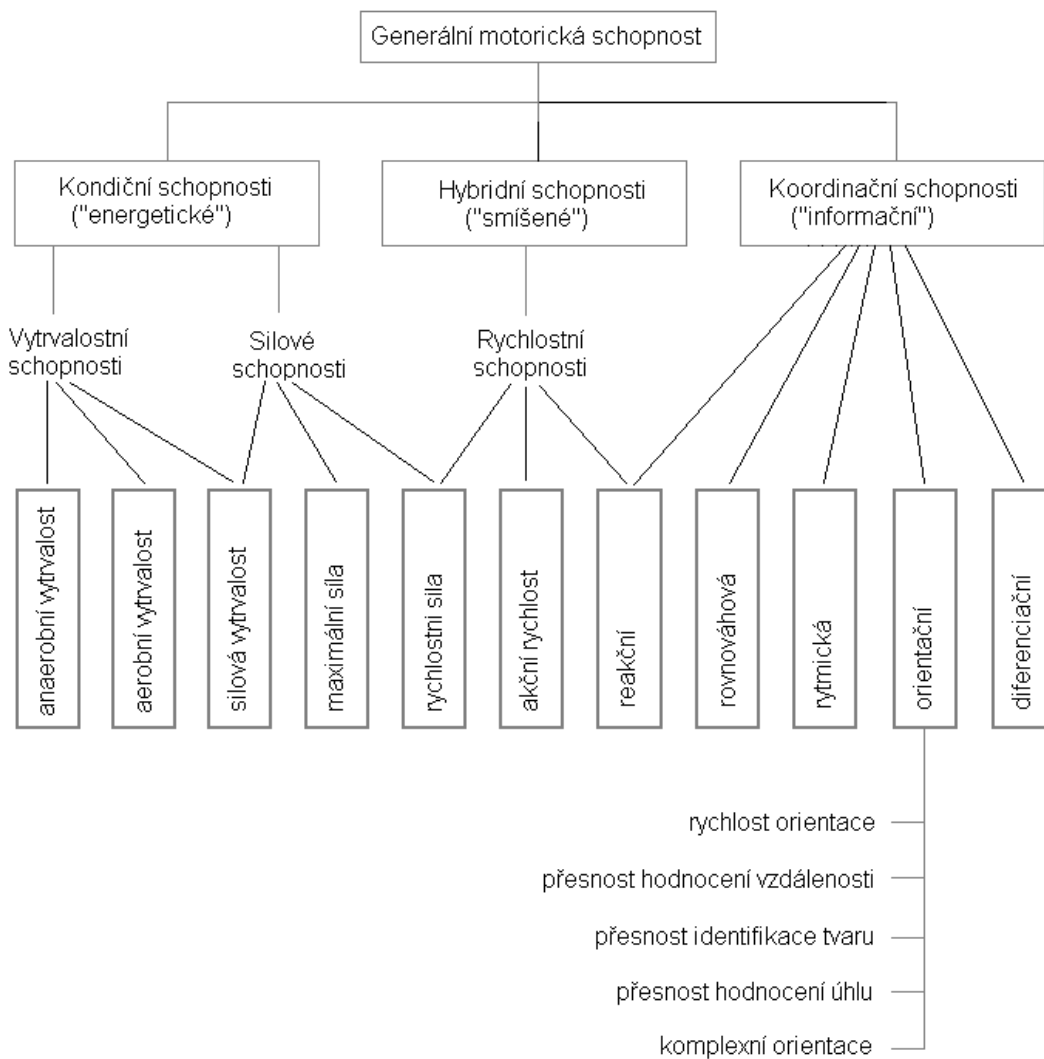 Generální motorická schopnost
Kondiční schopnosti
("energetické")
Hybridní schopnosti
("smíšené")
Koordinační schopnosti
("informační")
Vytrvalostní
schopnosti
Silové
schopnosti
Rychlostní
schopnosti
anaerobní vytrvalost
aerobní vytrvalost
silová vytrvalost
maximální síla
rychlostní síla
akční rychlost
reakční
rovnováhová
rytmická
orientační
diferenciační
rychlost orientace
přesnost hodnocení vzdálenosti
přesnost identifikace tvaru
přesnost hodnocení úhlu
komplexní orientace